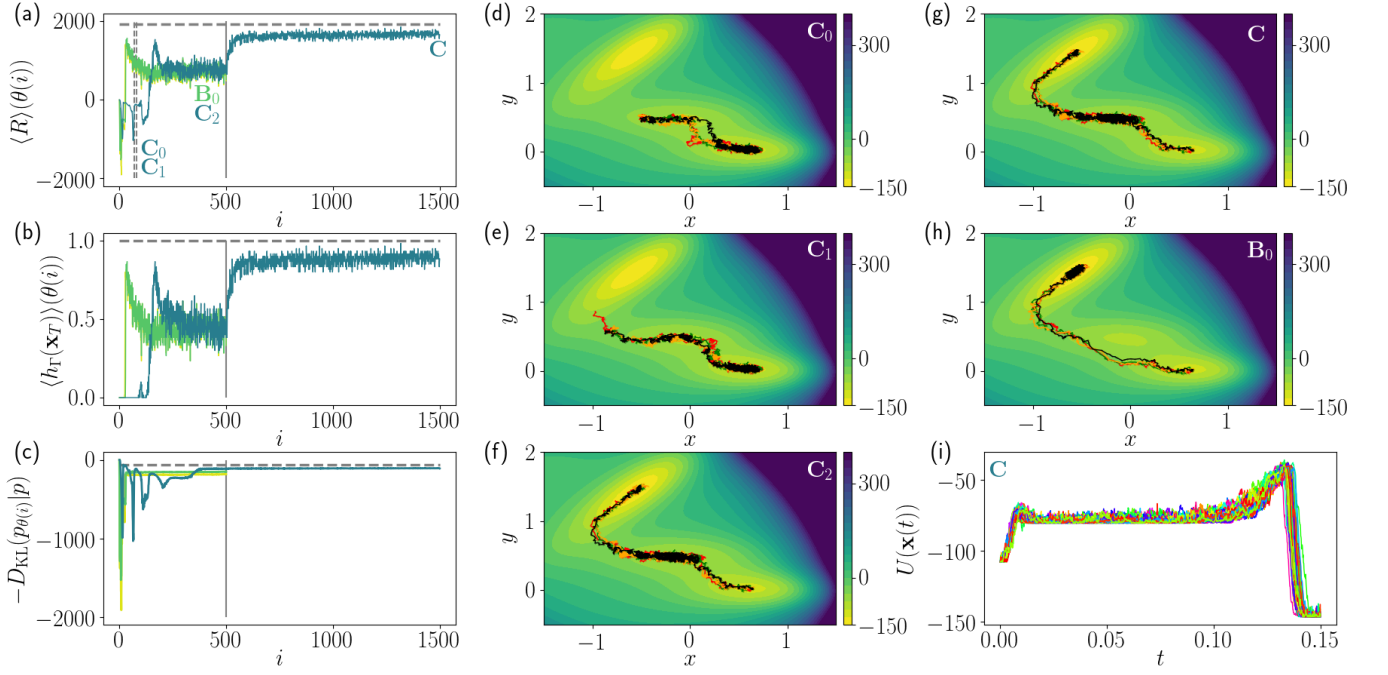 (a)
2000
0
−2000
⟨R⟩(θ(i))
B₀
C₂
C₀
C₁
C
0
500
1000
1500
i
(b)
1.0
0.5
0.0
⟨h_Γ(x_T)⟩(θ(i))
0
500
1000
1500
i
(c)
0
−1000
−2000
−D_KL(p_θ(i)|p)
0
500
1000
1500
i
(d)
C₀
2
1
0
y
−1
0
1
x
300
0
−150
(e)
C₁
2
1
0
y
−1
0
1
x
300
0
−150
(f)
C₂
2
1
0
y
−1
0
1
x
300
0
−150
(g)
C
2
1
0
y
−1
0
1
x
300
0
−150
(h)
B₀
2
1
0
y
−1
0
1
x
300
0
−150
(i)
C
−50
−100
−150
U(x(t))
0.00
0.05
0.10
0.15
t